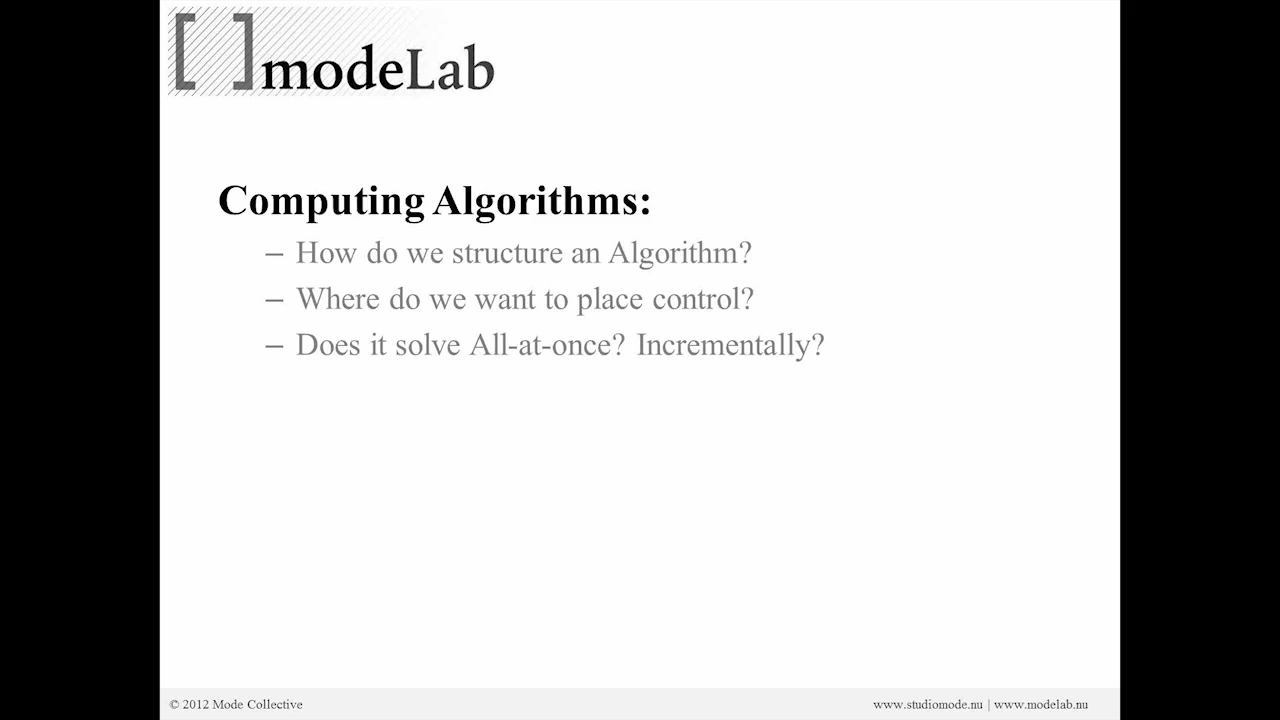 [ ] modeLab
Computing Algorithms:
– How do we structure an Algorithm?
– Where do we want to place control?
– Does it solve All-at-once? Incrementally?
© 2012 Mode Collective
www.studiomode.nu | www.modelab.nu